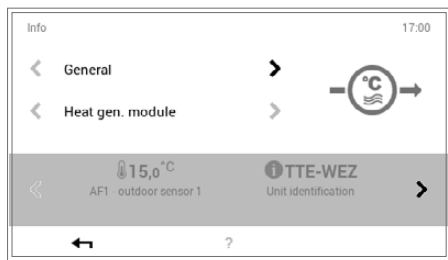 Info 17:00
General
°C
Heat gen. module
15,0°C TTE-WEZ
AF1 - outdoor sensor 1 Unit identification
?